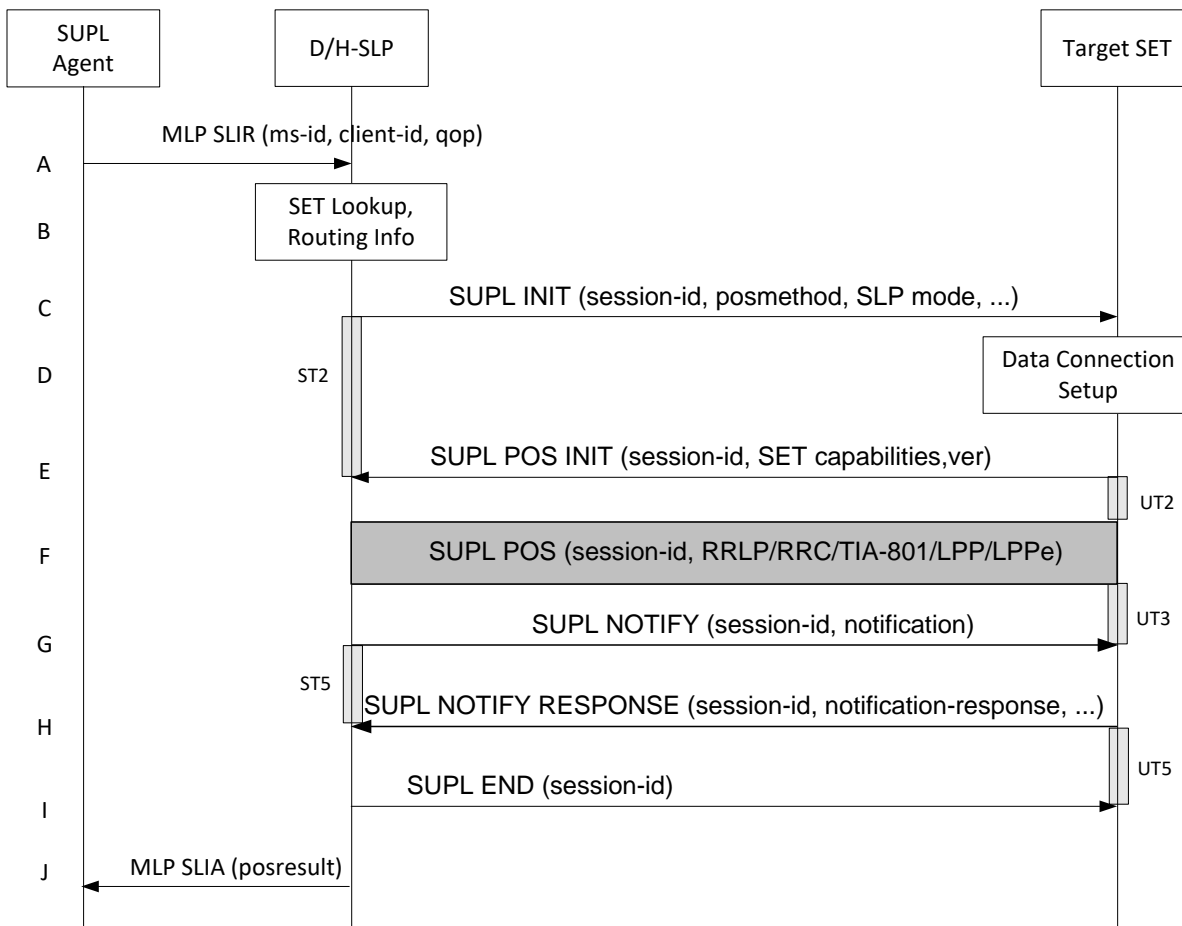 SUPL
Agent
D/H-SLP
Target SET
MLP SLIR (ms-id, client-id, qop)
A
SET Lookup,
Routing Info
B
SUPL INIT (session-id, posmethod, SLP mode, ...)
C
Data Connection
Setup
D
ST2
SUPL POS INIT (session-id, SET capabilities,ver)
E
UT2
SUPL POS (session-id, RRLP/RRC/TIA-801/LPP/LPPe)
F
UT3
SUPL NOTIFY (session-id, notification)
G
ST5
SUPL NOTIFY RESPONSE (session-id, notification-response, ...)
H
UT5
SUPL END (session-id)
I
MLP SLIA (posresult)
J